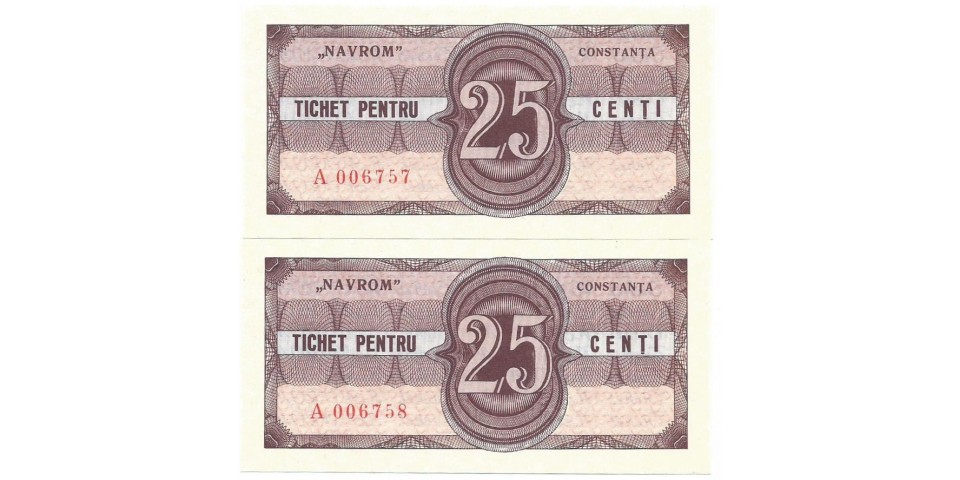 „NAVROM” CONSTANȚA
TICHET PENTRU 25 CENȚI
A 006757
„NAVROM” CONSTANȚA
TICHET PENTRU 25 CENȚI
A 006758